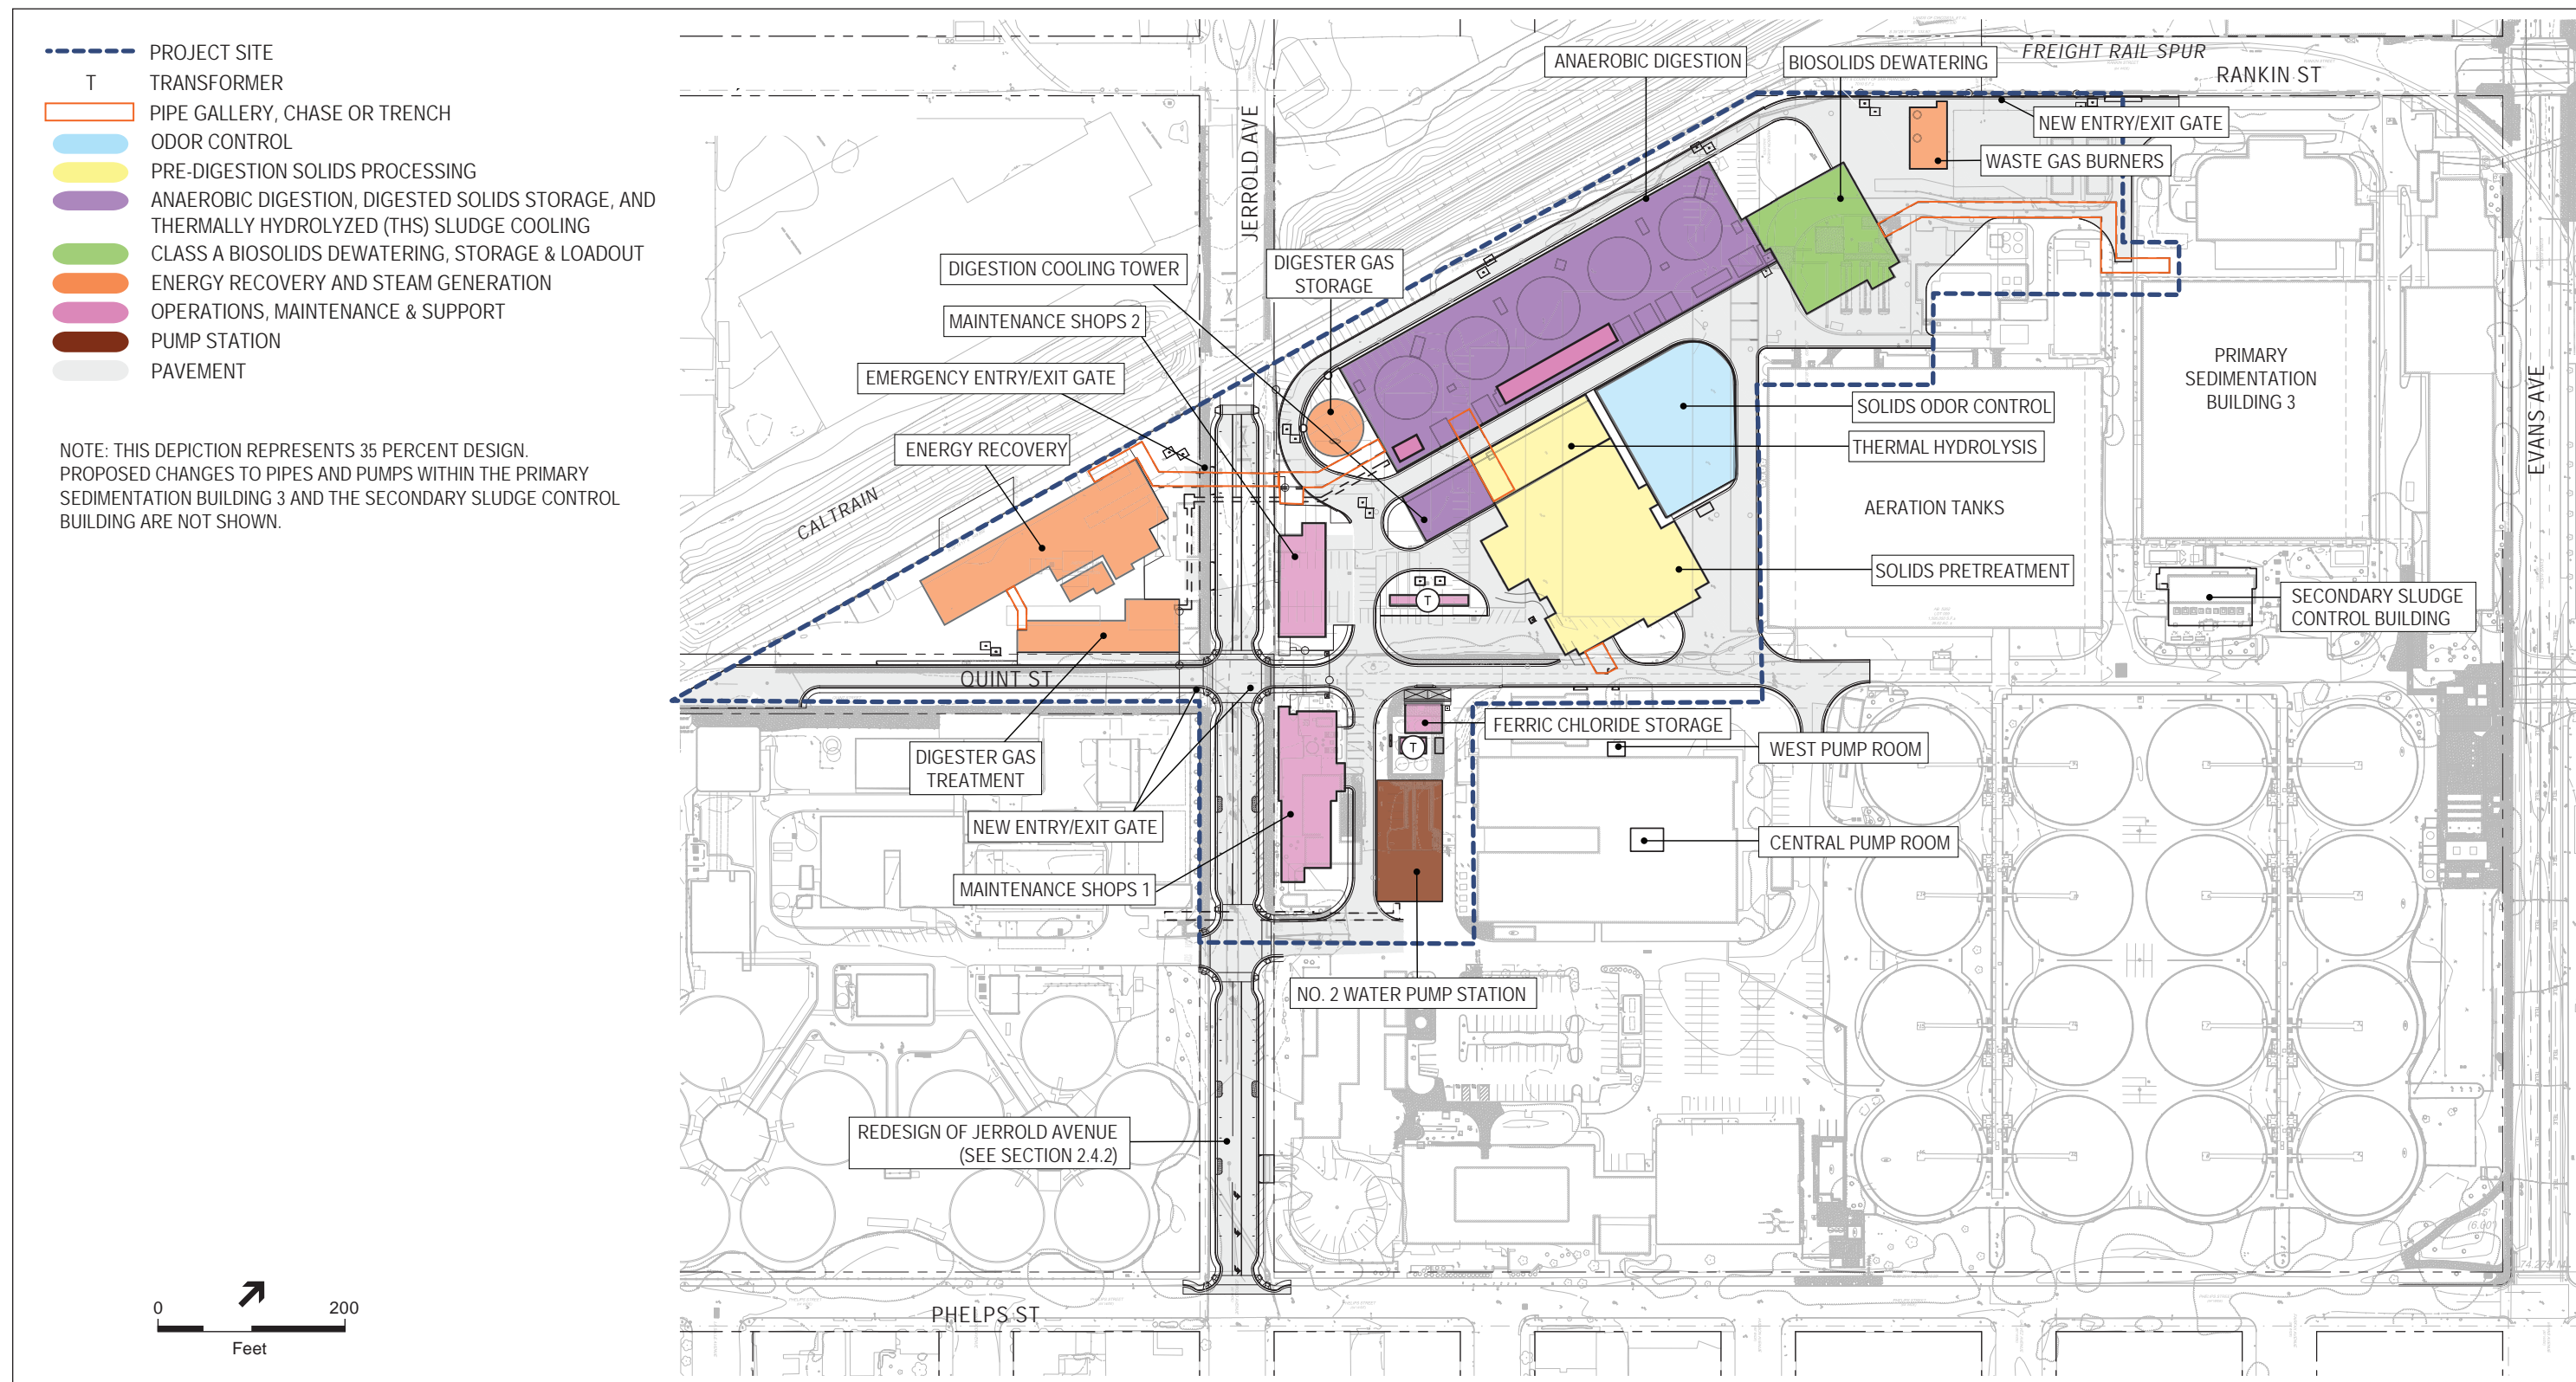 PROJECT SITE
T TRANSFORMER
PIPE GALLERY, CHASE OR TRENCH
ODOR CONTROL
PRE-DIGESTION SOLIDS PROCESSING
ANAEROBIC DIGESTION, DIGESTED SOLIDS STORAGE, AND
THERMALLY HYDROLYZED (THS) SLUDGE COOLING
CLASS A BIOSOLIDS DEWATERING, STORAGE & LOADOUT
ENERGY RECOVERY AND STEAM GENERATION
OPERATIONS, MAINTENANCE & SUPPORT
PUMP STATION
PAVEMENT
NOTE: THIS DEPICTION REPRESENTS 35 PERCENT DESIGN.
PROPOSED CHANGES TO PIPES AND PUMPS WITHIN THE PRIMARY
SEDIMENTATION BUILDING 3 AND THE SECONDARY SLUDGE CONTROL
BUILDING ARE NOT SHOWN.
FREIGHT RAIL SPUR
RANKIN ST
ANAEROBIC DIGESTION
BIOSOLIDS DEWATERING
NEW ENTRY/EXIT GATE
WASTE GAS BURNERS
JERROLD AVE
DIGESTION COOLING TOWER
DIGESTER GAS
STORAGE
MAINTENANCE SHOPS 2
EMERGENCY ENTRY/EXIT GATE
ENERGY RECOVERY
CALTRAIN
PRIMARY
SEDIMENTATION
BUILDING 3
EVANS AVE
SOLIDS ODOR CONTROL
THERMAL HYDROLYSIS
AERATION TANKS
SOLIDS PRETREATMENT
SECONDARY SLUDGE
CONTROL BUILDING
T
QUINT ST
FERRIC CHLORIDE STORAGE
T
WEST PUMP ROOM
DIGESTER GAS
TREATMENT
NEW ENTRY/EXIT GATE
CENTRAL PUMP ROOM
MAINTENANCE SHOPS 1
NO. 2 WATER PUMP STATION
REDESIGN OF JERROLD AVENUE
(SEE SECTION 2.4.2)
PHELPS ST
0 200
Feet